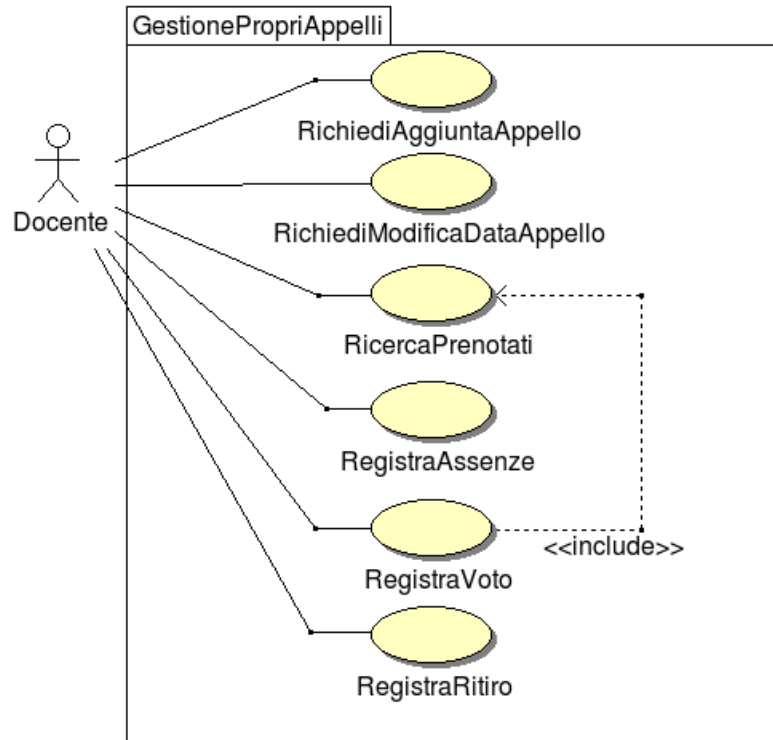 GestionePropriAppelli
RichiediAggiuntaAppello
Docente
RichiediModificaDataAppello
RicercaPrenotati
RegistraAssenze
<<include>>
RegistraVoto
RegistraRitiro